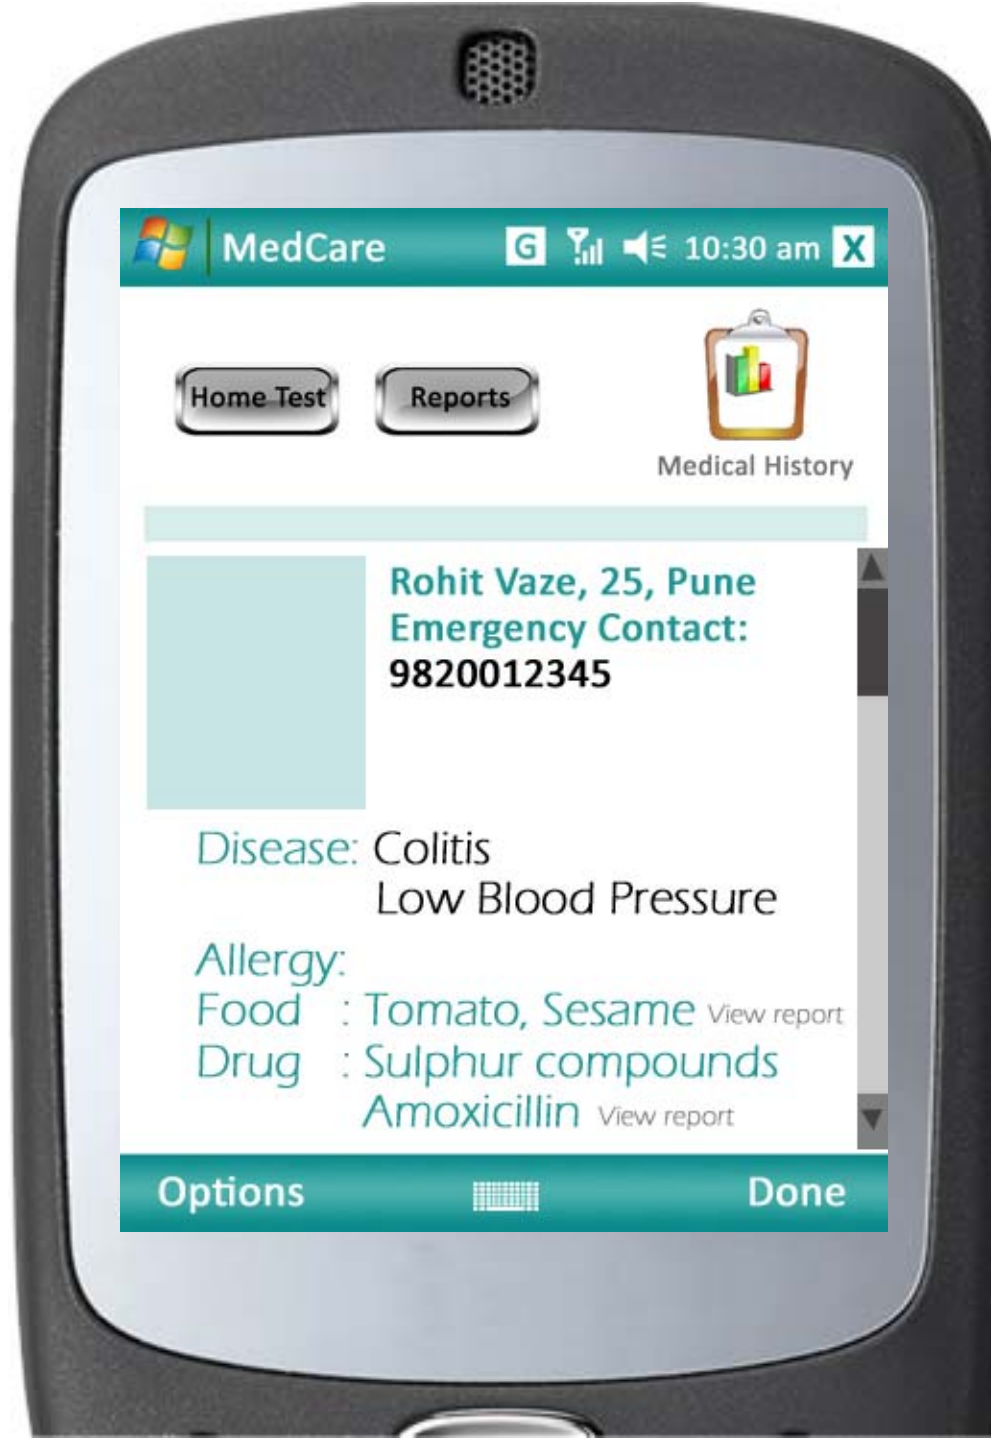 MedCare G 10:30 am X
Home Test Reports
Medical History
Rohit Vaze, 25, Pune
Emergency Contact:
9820012345
Disease: Colitis
Low Blood Pressure
Allergy:
Food : Tomato, Sesame View report
Drug : Sulphur compounds
Amoxicillin View report
Options Done